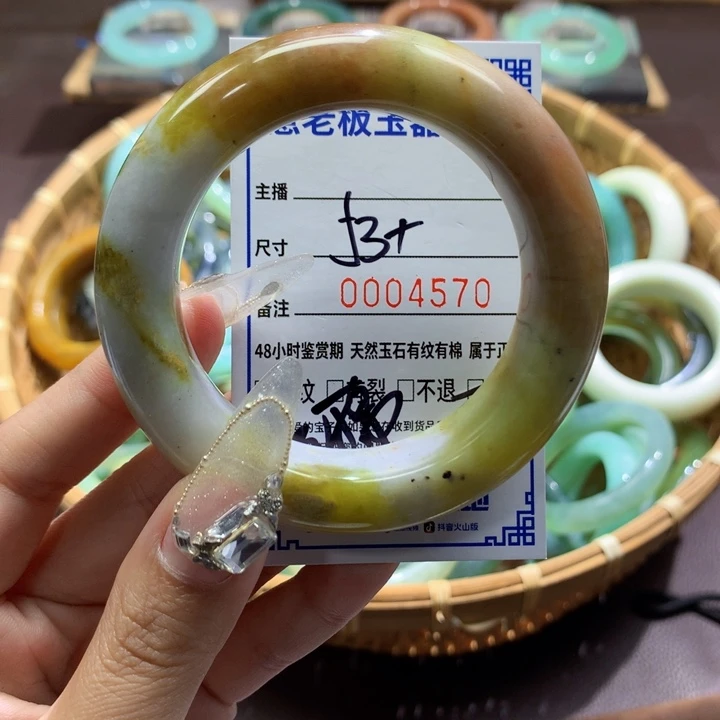 老板玉器
主播
尺寸 53+
备注 0004570
48小时鉴赏期 天然玉石有纹有棉 属于正
纹 □有裂 □不退 □
抖音火山版